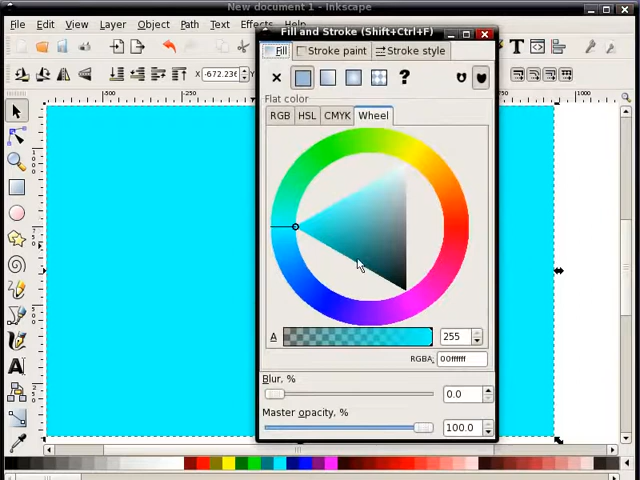 New document 1 - Inkscape
File Edit View Layer Object Path Text Effects Help
Fill and Stroke (Shift+Ctrl+F)
Fill Stroke paint Stroke style
X -672.236
Flat color
RGB HSL CMYK Wheel
A 255
RGBA: 00ffffff
Blur, %
0.0
Master opacity, %
100.0